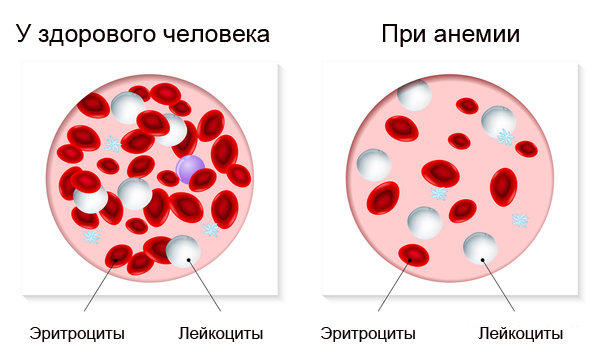 У здорового человека
При анемии
Эритроциты
Лейкоциты
Эритроциты
Лейкоциты